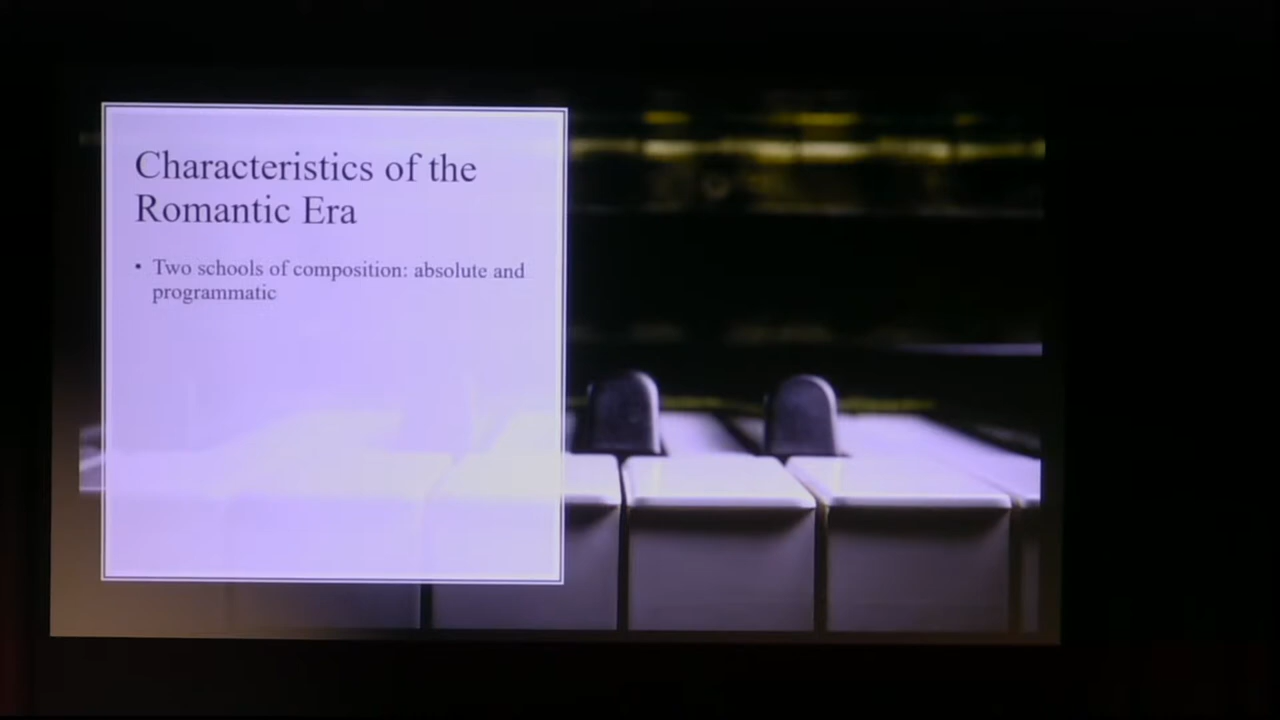 Characteristics of the
Romantic Era
• Two schools of composition: absolute and
programmatic